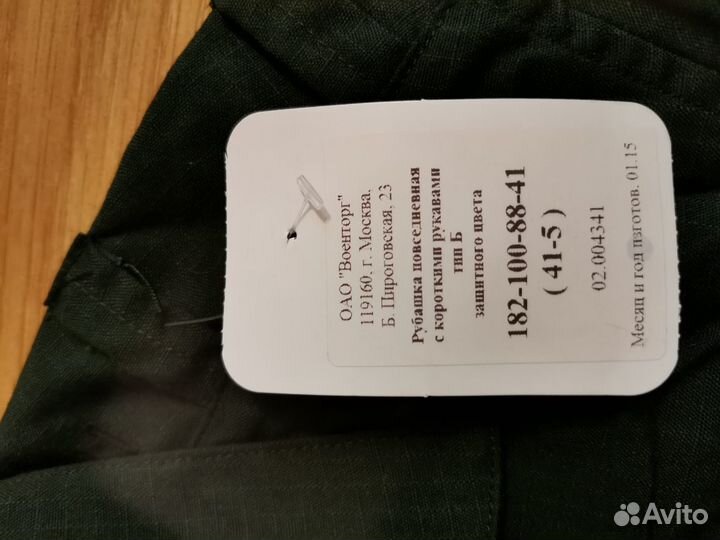 ОАО "Военторг"
119160, г. Москва,
Б. Пироговская, 23
Рубашка повседневная
с короткими рукавами
тип Б
защитного цвета
182-100-88-41
( 41-5 )
02.004341
Месяц и год изготов. 01.15
Avito